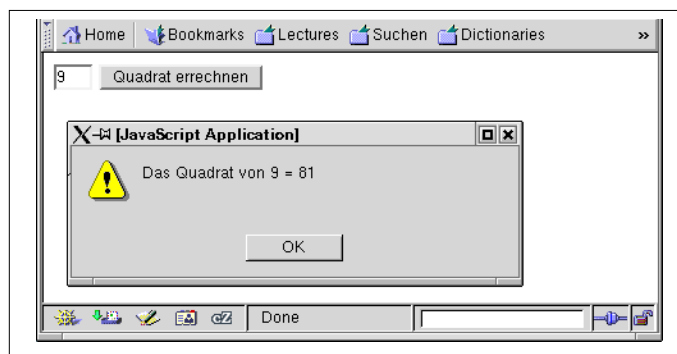 Home Bookmarks Lectures Suchen Dictionaries »
9 Quadrat errechnen
X [JavaScript Application]
Das Quadrat von 9 = 81
OK
Done